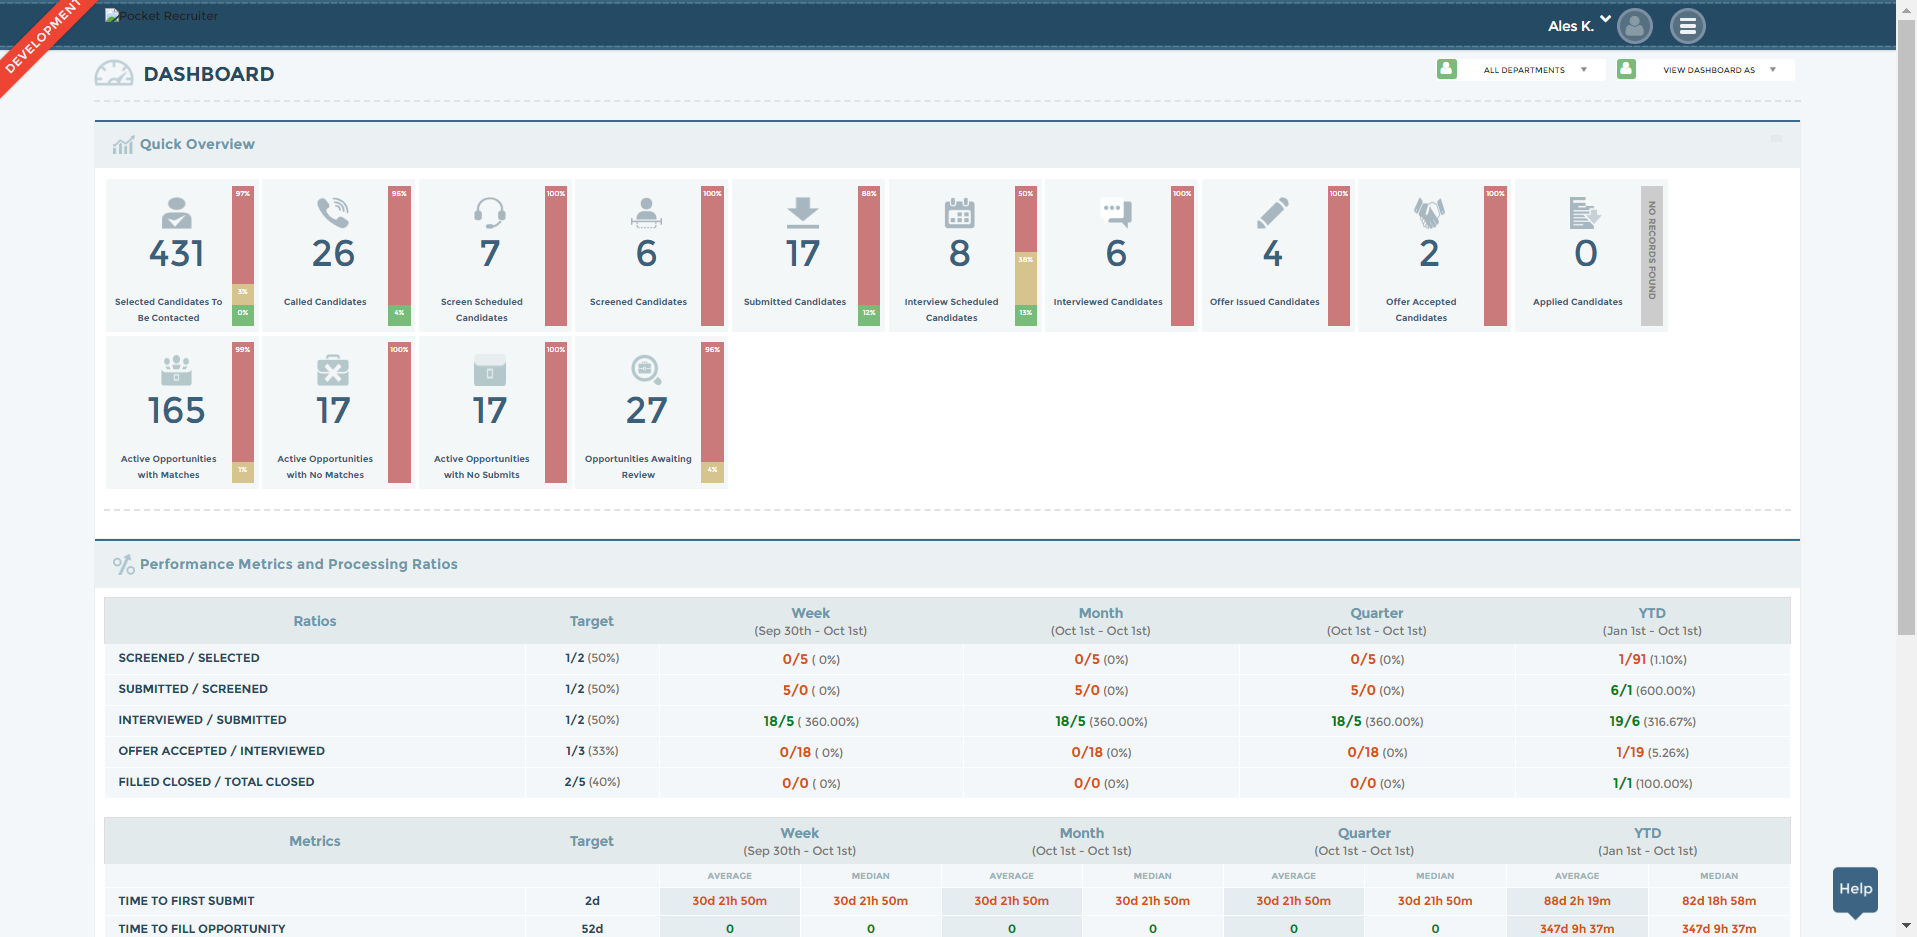 DEVELOPMENT
Pocket Recruiter
Ales K.
DASHBOARD
ALL DEPARTMENTS
VIEW DASHBOARD AS
Quick Overview
97%
3%
0%
431
Selected Candidates To
Be Contacted
96%
4%
26
Called Candidates
100%
7
Screen Scheduled
Candidates
100%
6
Screened Candidates
88%
12%
17
Submitted Candidates
50%
38%
13%
8
Interview Scheduled
Candidates
100%
6
Interviewed Candidates
100%
4
Offer Issued Candidates
100%
2
Offer Accepted
Candidates
NO RECORDS FOUND
0
Applied Candidates
99%
1%
165
Active Opportunities
with Matches
100%
17
Active Opportunities
with No Matches
100%
17
Active Opportunities
with No Submits
96%
4%
27
Opportunities Awaiting
Review
Performance Metrics and Processing Ratios
Ratios Target Week Month Quarter YTD
(Sep 30th - Oct 1st) (Oct 1st - Oct 1st) (Oct 1st - Oct 1st) (Jan 1st - Oct 1st)
SCREENED / SELECTED 1/2 (50%) 0/5 ( 0%) 0/5 (0%) 0/5 (0%) 1/91 (1.10%)
SUBMITTED / SCREENED 1/2 (50%) 5/0 ( 0%) 5/0 (0%) 5/0 (0%) 6/1 (600.00%)
INTERVIEWED / SUBMITTED 1/2 (50%) 18/5 ( 360.00%) 18/5 (360.00%) 18/5 (360.00%) 19/6 (316.67%)
OFFER ACCEPTED / INTERVIEWED 1/3 (33%) 0/18 ( 0%) 0/18 (0%) 0/18 (0%) 1/19 (5.26%)
FILLED CLOSED / TOTAL CLOSED 2/5 (40%) 0/0 ( 0%) 0/0 (0%) 0/0 (0%) 1/1 (100.00%)
Metrics Target Week Month Quarter YTD
(Sep 30th - Oct 1st) (Oct 1st - Oct 1st) (Oct 1st - Oct 1st) (Jan 1st - Oct 1st)
AVERAGE MEDIAN AVERAGE MEDIAN AVERAGE MEDIAN AVERAGE MEDIAN
TIME TO FIRST SUBMIT 2d 30d 21h 50m 30d 21h 50m 30d 21h 50m 30d 21h 50m 30d 21h 50m 30d 21h 50m 88d 2h 19m 82d 18h 58m
TIME TO FILL OPPORTUNITY 52d 0 0 0 0 0 0 347d 9h 37m 347d 9h 37m
Help